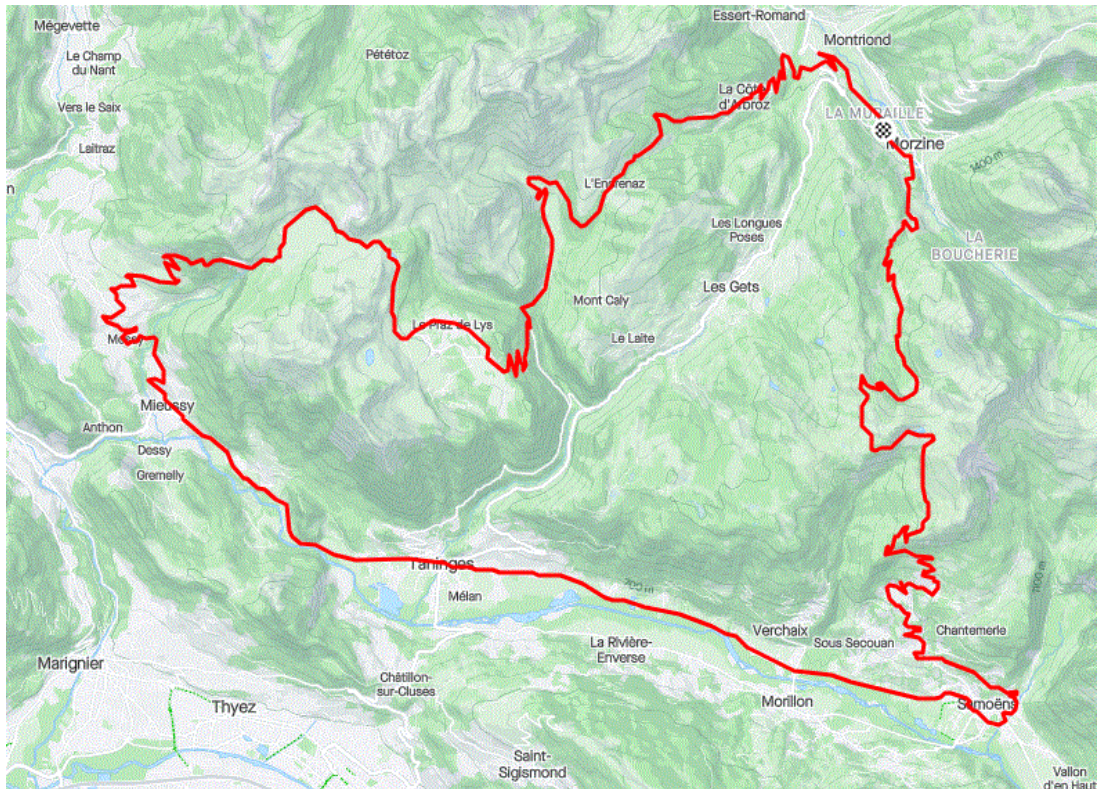 Mégevette
Essert-Romand
Montriond
Pététoz
Le Champ
du Nant
Vers le Saix
La Côte
d'Arbroz
LA MURAILLE
Morzine
Laitraz
1400 m
n
L'Encrenaz
Les Longues
Poses
LA
BOUCHERIE
Les Gets
Mont Caly
Le Praz de Lys
Le Laite
Mieussy
Anthon
Dessy
Gremelly
Taninges
700 m
Mélan
Verchaix
Sous Secouan
Chantemerle
La Rivière-
Enverse
Marignier
Châtillon-
sur-Cluses
Thyez
Morillon
Samoëns
Saint-
Sigismond
Vallon
d'en Haut